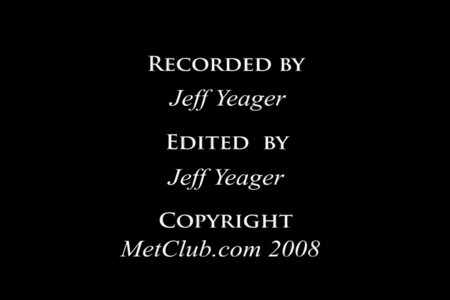 Recorded by
Jeff Yeager
Edited by
Jeff Yeager
Copyright
MetClub.com 2008